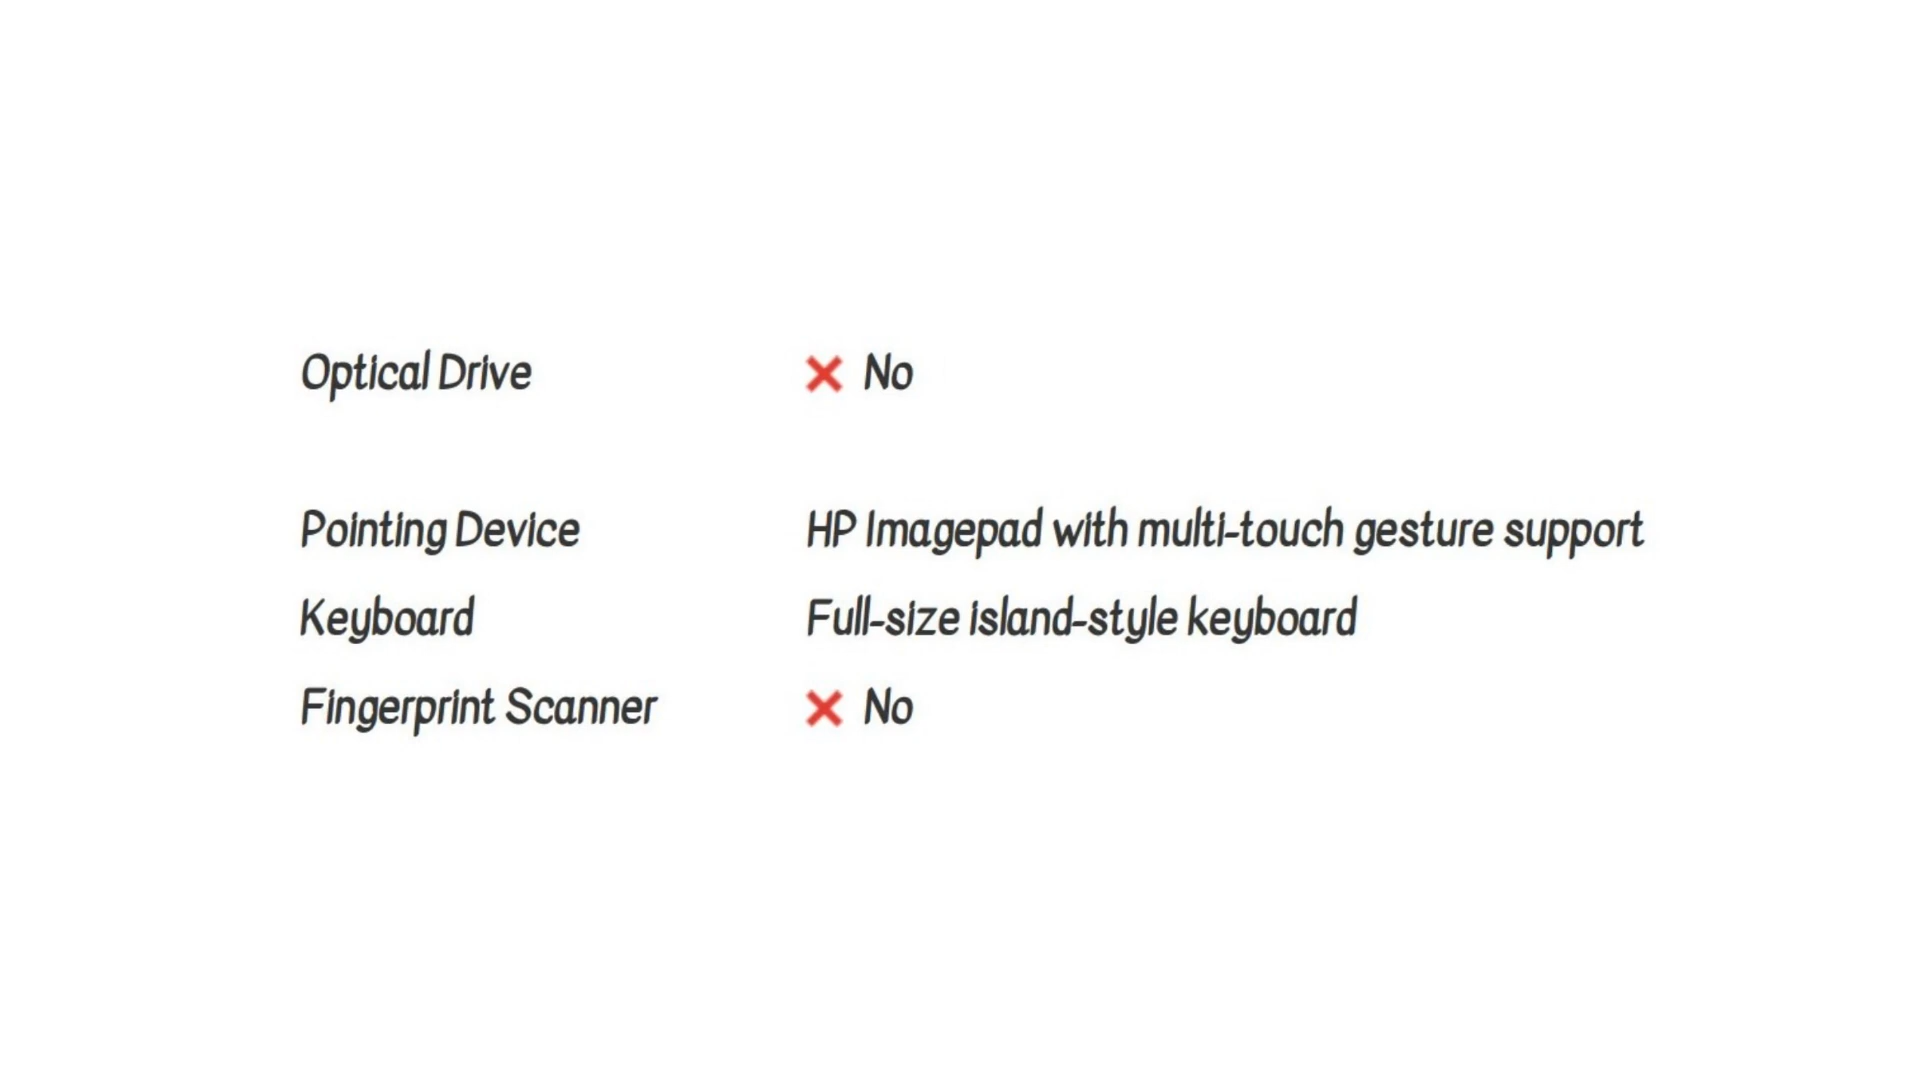 Optical Drive ❌ No
Pointing Device HP Imagepad with multi-touch gesture support
Keyboard Full-size island-style keyboard
Fingerprint Scanner ❌ No